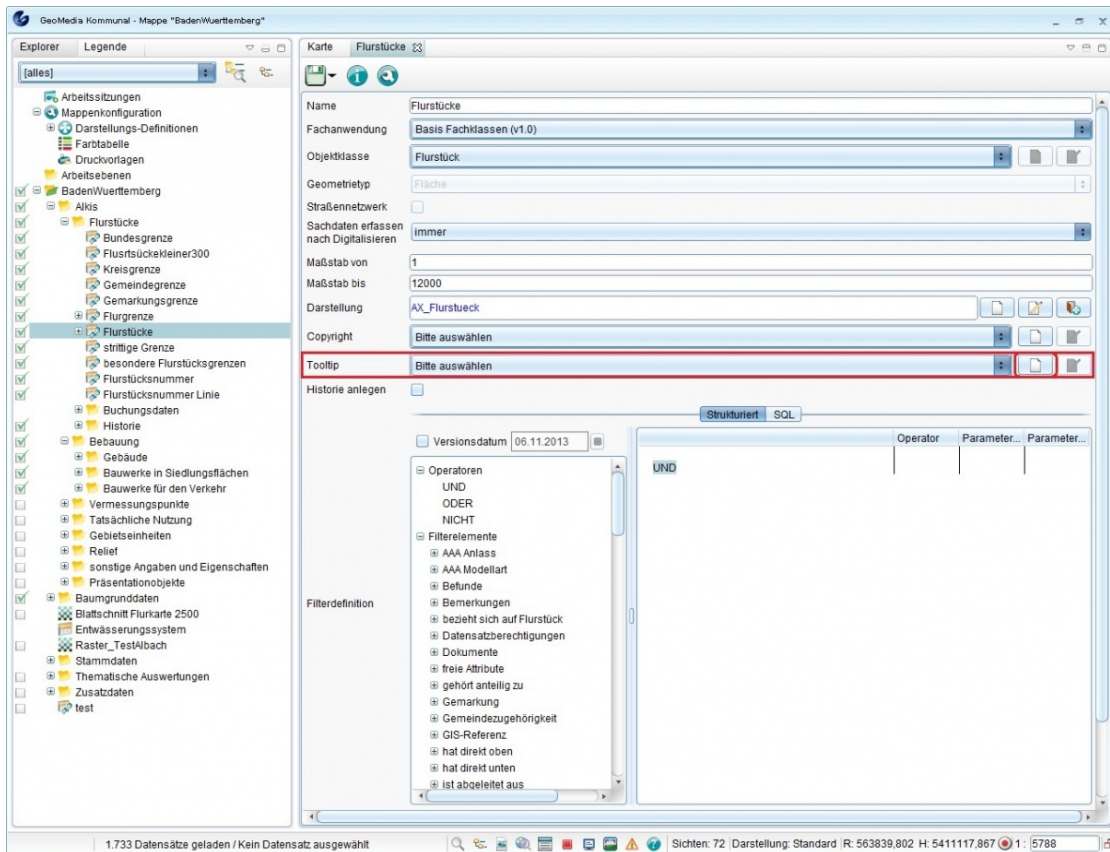 GeoMedia Kommunal - Mappe "BadenWuerttemberg"
Explorer Legende
[alles]
Arbeitssitzungen
Mappenkonfiguration
Darstellungs-Definitionen
Farbtabelle
Druckvorlagen
Arbeitsebenen
BadenWuerttemberg
Alkis
Flurstücke
Bundesgrenze
Flusrtsückekleiner300
Kreisgrenze
Gemeindegrenze
Gemarkungsgrenze
Flurgrenze
Flurstücke
strittige Grenze
besondere Flurstücksgrenzen
Flurstücksnummer
Flurstücksnummer Linie
Buchungsdaten
Historie
Bebauung
Gebäude
Bauwerke in Siedlungsflächen
Bauwerke für den Verkehr
Vermessungspunkte
Tatsächliche Nutzung
Gebietseinheiten
Relief
sonstige Angaben und Eigenschaften
Präsentationobjekte
Baumgrunddaten
Blattschnitt Flurkarte 2500
Entwässerungssystem
Raster_TestAlbach
Stammdaten
Thematische Auswertungen
Zusatzdaten
test
Karte Flurstücke
Name Flurstücke
Fachanwendung Basis Fachklassen (v1.0)
Objektklasse Flurstück
Geometrietyp Fläche
Straßennetzwerk
Sachdaten erfassen
nach Digitalisieren immer
Maßstab von 1
Maßstab bis 12000
Darstellung AX_Flurstueck
Copyright Bitte auswählen
Tooltip Bitte auswählen
Historie anlegen
Strukturiert SQL
Versionsdatum 06.11.2013
Operator Parameter... Parameter...
UND
Filterdefinition
Operatoren
UND
ODER
NICHT
Filterelemente
AAA Anlass
AAA Modellart
Befunde
Bemerkungen
bezieht sich auf Flurstück
Datensatzberechtigungen
Dokumente
freie Attribute
gehört anteilig zu
Gemarkung
Gemeindezugehörigkeit
GIS-Referenz
hat direkt oben
hat direkt unten
ist abgeleitet aus
1.733 Datensätze geladen / Kein Datensatz ausgewählt
Sichten: 72 Darstellung: Standard R: 563839,802 H: 5411117,867 1 : 5788